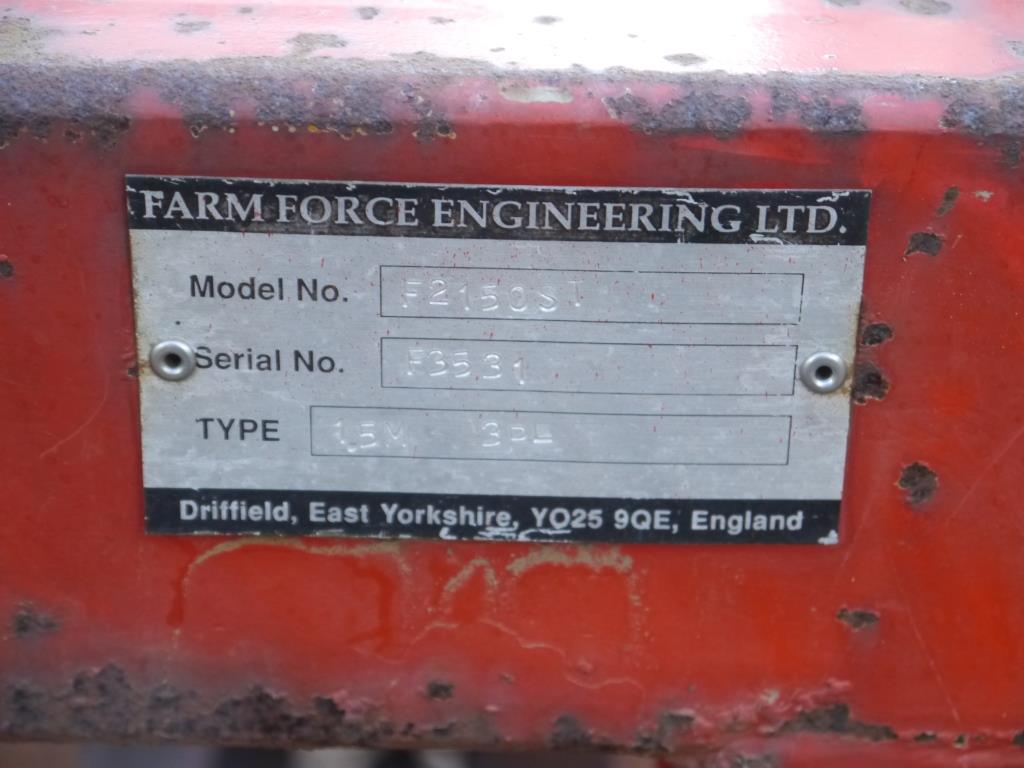 FARM FORCE ENGINEERING LTD.
Model No. F2150ST
Serial No. F3531
TYPE 1.5M 3PL
Driffield, East Yorkshire, YO25 9QE, England